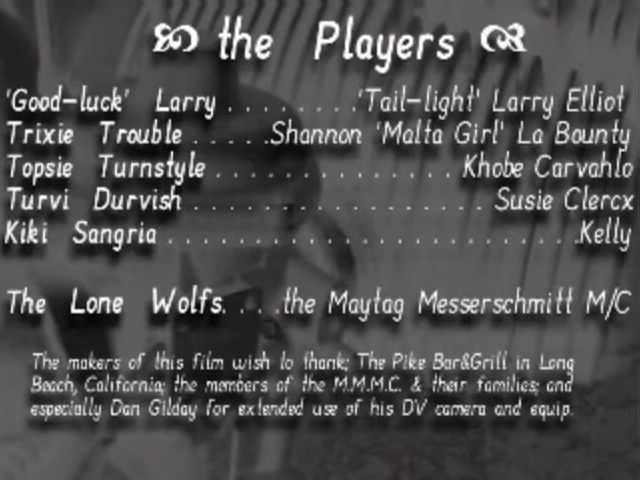 the Players
'Good-luck' Larry . . . . . . . .'Tail-light' Larry Elliot
Trixie Trouble . . . . .Shannon 'Malta Girl' La Bounty
Topsie Turnstyle . . . . . . . . . . . . . . Khobe Carvahlo
Turvi Durvish . . . . . . . . . . . . . . . . . . Susie Clercx
Kiki Sangria . . . . . . . . . . . . . . . . . . . . . . . .Kelly
The Lone Wolfs. . . .the Maytag Messerschmitt M/C
The makers of this film wish to thank; The Pike Bar&Grill in Long
Beach, California; the members of the M.M.M.C. & their families; and
especially Dan Gilday for extended use of his DV camera and equip.